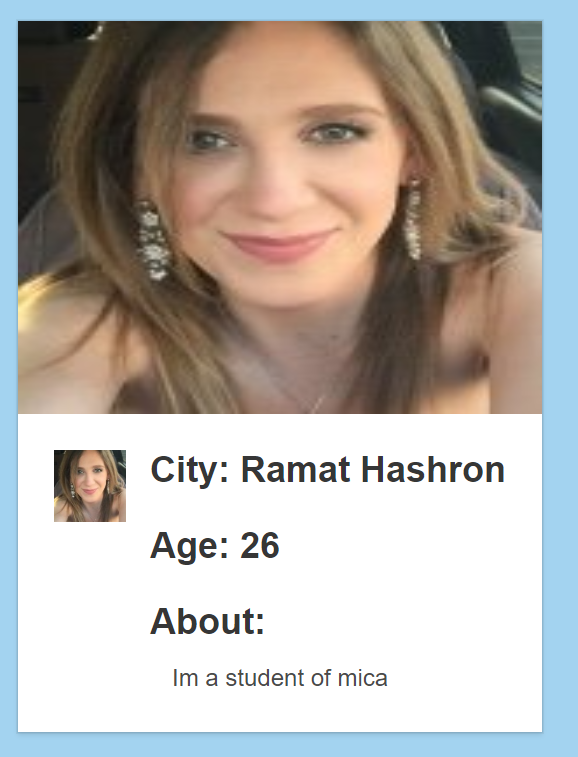 City: Ramat Hashron
Age: 26
About:
Im a student of mica